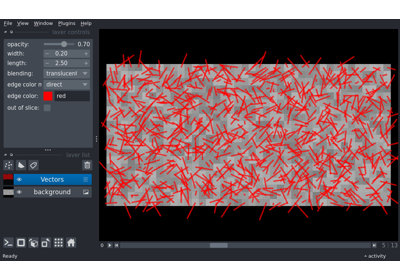 File View Window Plugins Help
layer controls
opacity: 0.70
width: 0.20
length: 2.50
blending: translucent
edge color m direct
edge color: red
out of slice:
layer list
Vectors
background
0 5 13
Ready activity